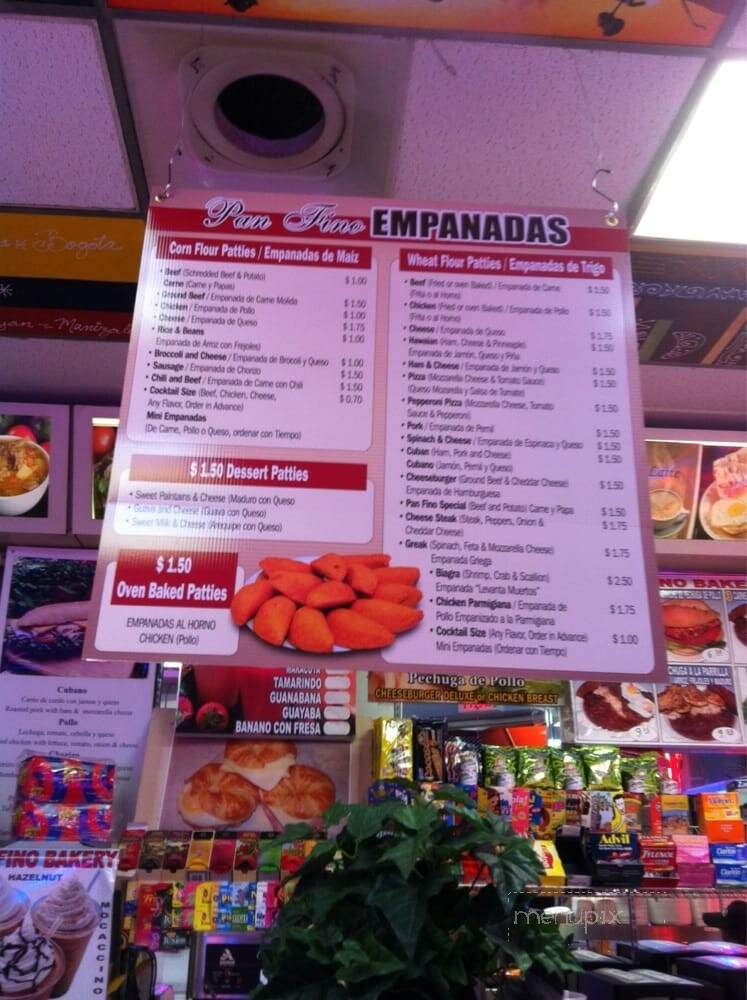 Bogota
Pan Fino EMPANADAS
Corn Flour Patties / Empanadas de Maiz
• Beef (Schredded Beef & Potato) $ 1.00
Carne (Carne y Papas)
• Ground Beef / Empanada de Carne Molida $ 1.50
• Chicken / Empanada de Pollo $ 1.00
• Cheese / Empanada de Queso $ 1.75
• Rice & Beans $ 1.00
Empanada de Arroz con Frejoles)
• Broccoli and Cheese / Empanada de Brocoli y Queso $ 1.00
• Sausage / Empanada de Chorizo $ 1.50
• Chili and Beef / Empanada de Carne con Chili $ 1.50
• Cocktail Size (Beef, Chicken, Cheese, $ 0.70
Any Flavor, Order in Advance)
Mini Empanadas
(De Carne, Pollo o Queso, ordenar con Tiempo)
$ 1.50 Dessert Patties
• Sweet Plaintains & Cheese (Maduro con Queso
• Guava and Cheese (Guava con Queso)
• Sweet Milk & Cheese (Arequipe con Queso)
$ 1.50
Oven Baked Patties
EMPANADAS AL HORNO
CHICKEN (Pollo)
Wheat Flour Patties / Empanadas de Trigo
• Beef (Fried or oven Baked) / Empanada de Carne $ 1.50
(Frita o al Horno)
• Chicken (Fried or oven Baked) / Empanada de Pollo $ 1.50
(Frita o al Horno)
• Cheese / Empanada de Queso $ 1.75
• Hawaian (Ham, Cheese & Pinneaple) $ 1.50
Empanada de Jamón, Queso y Piña
• Ham & Cheese / Empanada de Jamón y Queso $ 1.50
• Pizza (Mozzarella Cheese & Tomato Sauce) $ 1.50
(Queso Mozarella y Salsa de Tomate)
• Pepperoni Pizza (Mozzarella Cheese, Tomato $ 1.50
Sauce & Pepperoni)
• Pork / Empanada de Pernil $ 1.50
• Spinach & Cheese / Empanada de Espinaca y Queso $ 1.50
• Cuban (Ham, Pork and Cheese) $ 1.50
Cubano (Jamón, Pernil y Queso)
• Cheeseburger (Ground Beef & Cheddar Cheese) $ 1.50
Empanada de Hamburguesa
• Pan Fino Special (Beef and Potato) Carne y Papa $ 1.50
• Cheese Steak (Steak, Peppers, Onion & $ 1.75
Cheddar Cheese)
• Greak (Spinach, Feta & Mozzarella Cheese) $ 1.75
Empanada Griega
• Biagra (Shrimp, Crab & Scallion) $ 2.50
Empanada "Levanta Muertos"
• Chicken Parmigiana / Empanada de $ 1.75
Pollo Empanizado a la Parmigiana
• Cocktail Size (Any Flavor, Order in Advance) $ 1.00
Mini Empanadas (Ordenar con Tiempo)
Latte
TAMARINDO
GUANABANA
GUAYABA
BANANO CON FRESA
Pechuga de Pollo
CHEESEBURGER DELUXE or CHICKEN BREAST
Cubano
Pollo
FINO BAKERY
HAZELNUT
MOCACCINO
NO BAKE
Advil
TYLENOL
Claritin
menupix